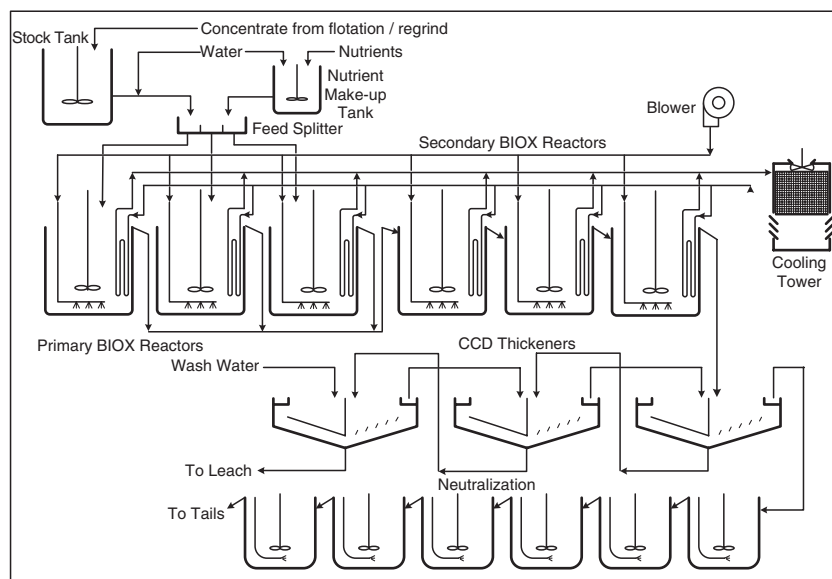 Concentrate from flotation / regrind
Stock Tank
Water
Nutrients
Nutrient
Make-up
Tank
Blower
Feed Splitter
Secondary BIOX Reactors
Cooling
Tower
Primary BIOX Reactors
CCD Thickeners
Wash Water
To Leach
Neutralization
To Tails